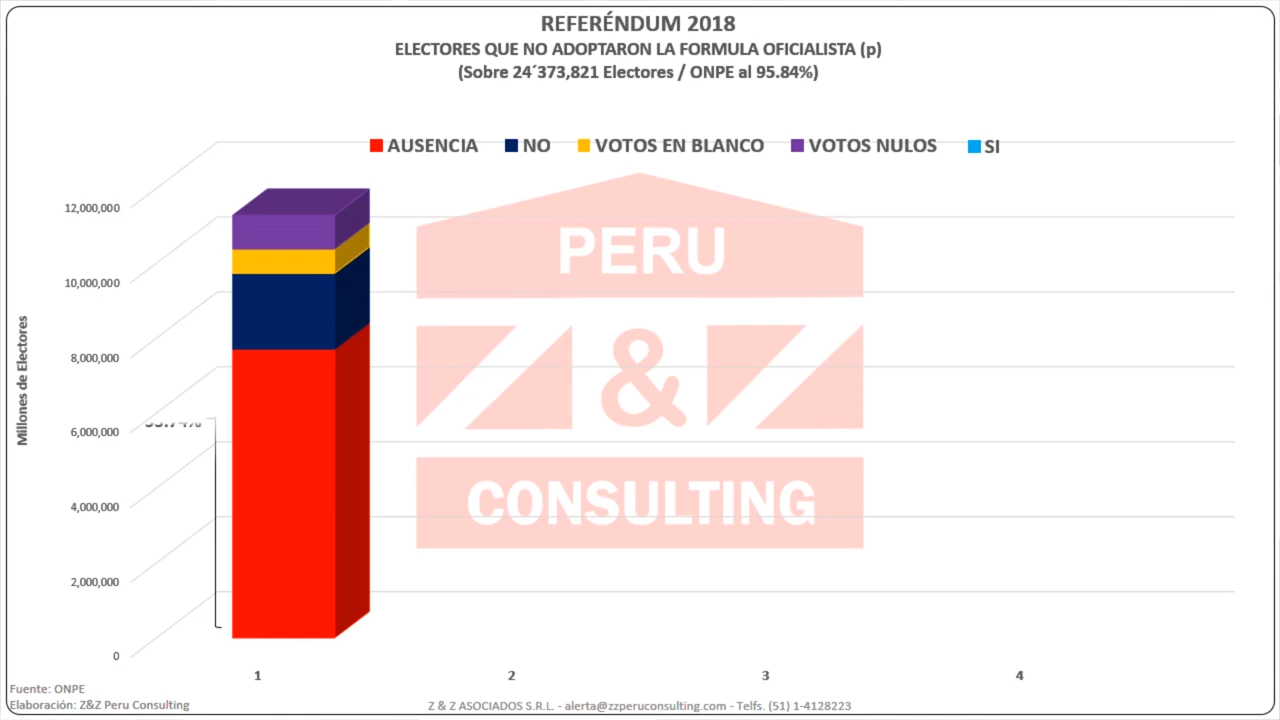 REFERÉNDUM 2018
ELECTORES QUE NO ADOPTARON LA FORMULA OFICIALISTA (p)
(Sobre 24´373,821 Electores / ONPE al 95.84%)
AUSENCIA NO VOTOS EN BLANCO VOTOS NULOS SI
12,000,000
10,000,000
8,000,000
6,000,000
4,000,000
2,000,000
0
Millones de Electores
PERU
Z&Z
CONSULTING
1 2 3 4
Fuente: ONPE
Elaboración: Z&Z Peru Consulting
Z & Z ASOCIADOS S.R.L. - alerta@zzperuconsulting.com - Telfs. (51) 1-4128223